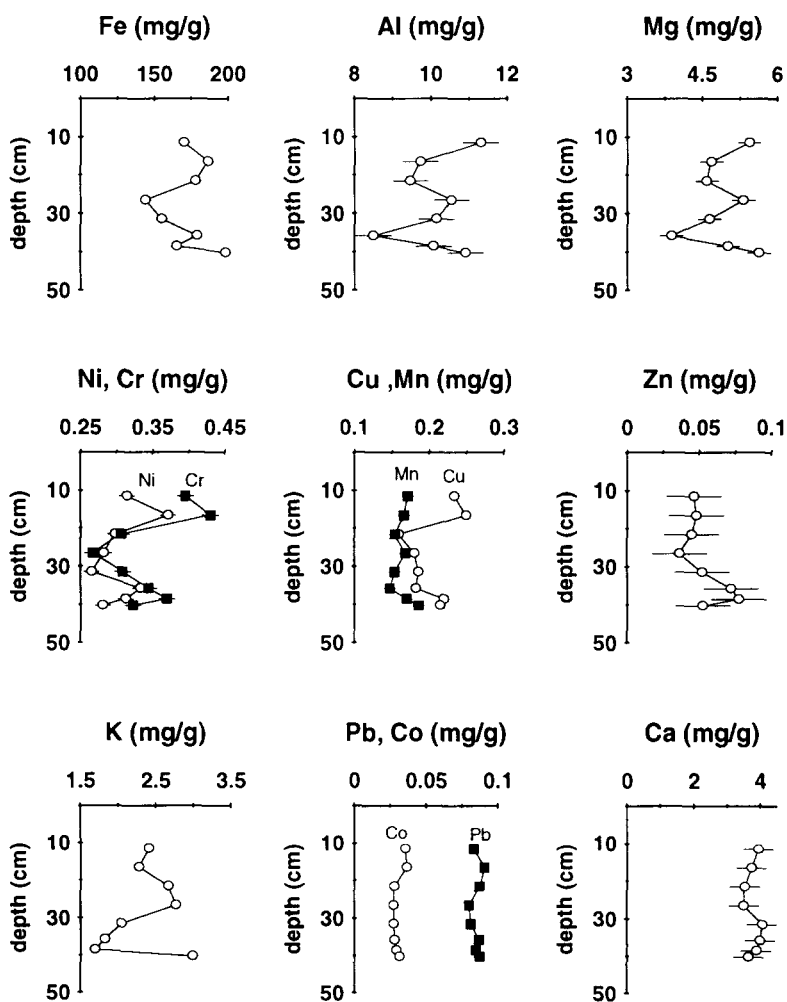 Fe (mg/g) Al (mg/g) Mg (mg/g)
100 150 200 8 10 12 3 4.5 6
10 10 10
depth (cm) depth (cm) depth (cm)
30 30 30
50 50 50
Ni, Cr (mg/g) Cu ,Mn (mg/g) Zn (mg/g)
0.25 0.35 0.45 0.1 0.2 0.3 0 0.05 0.1
Ni Cr Mn Cu
10 10 10
depth (cm) depth (cm) depth (cm)
30 30 30
50 50 50
K (mg/g) Pb, Co (mg/g) Ca (mg/g)
1.5 2.5 3.5 0 0.05 0.1 0 2 4
Co Pb
10 10 10
depth (cm) depth (cm) depth (cm)
30 30 30
50 50 50